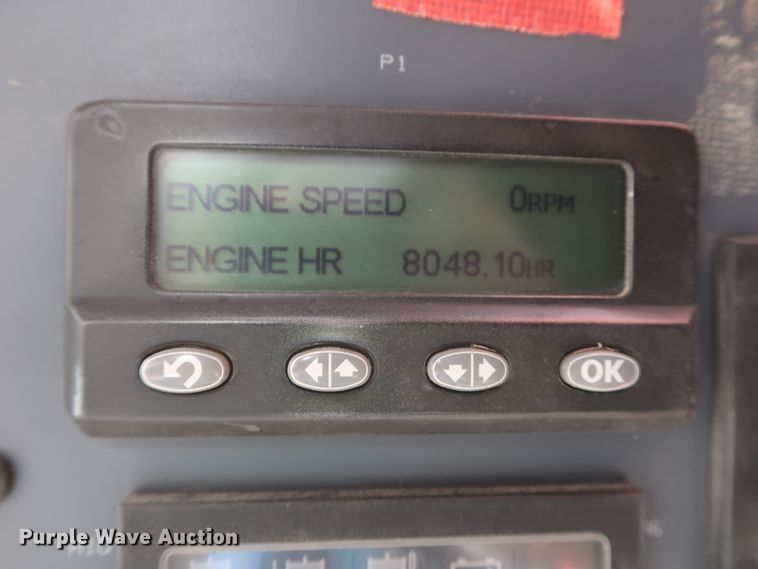 P1
ENGINE SPEED 0RPM
ENGINE HR 8048.10HR
OK
Purple Wave Auction®